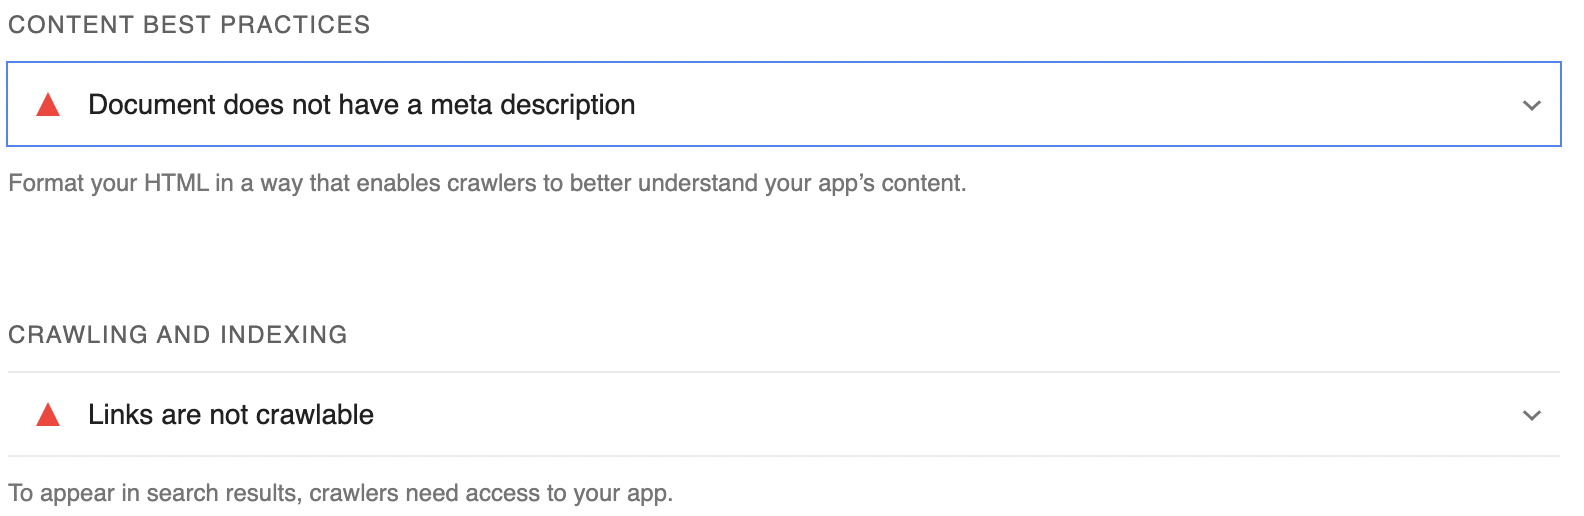 CONTENT BEST PRACTICES
Document does not have a meta description
Format your HTML in a way that enables crawlers to better understand your app’s content.
CRAWLING AND INDEXING
Links are not crawlable
To appear in search results, crawlers need access to your app.